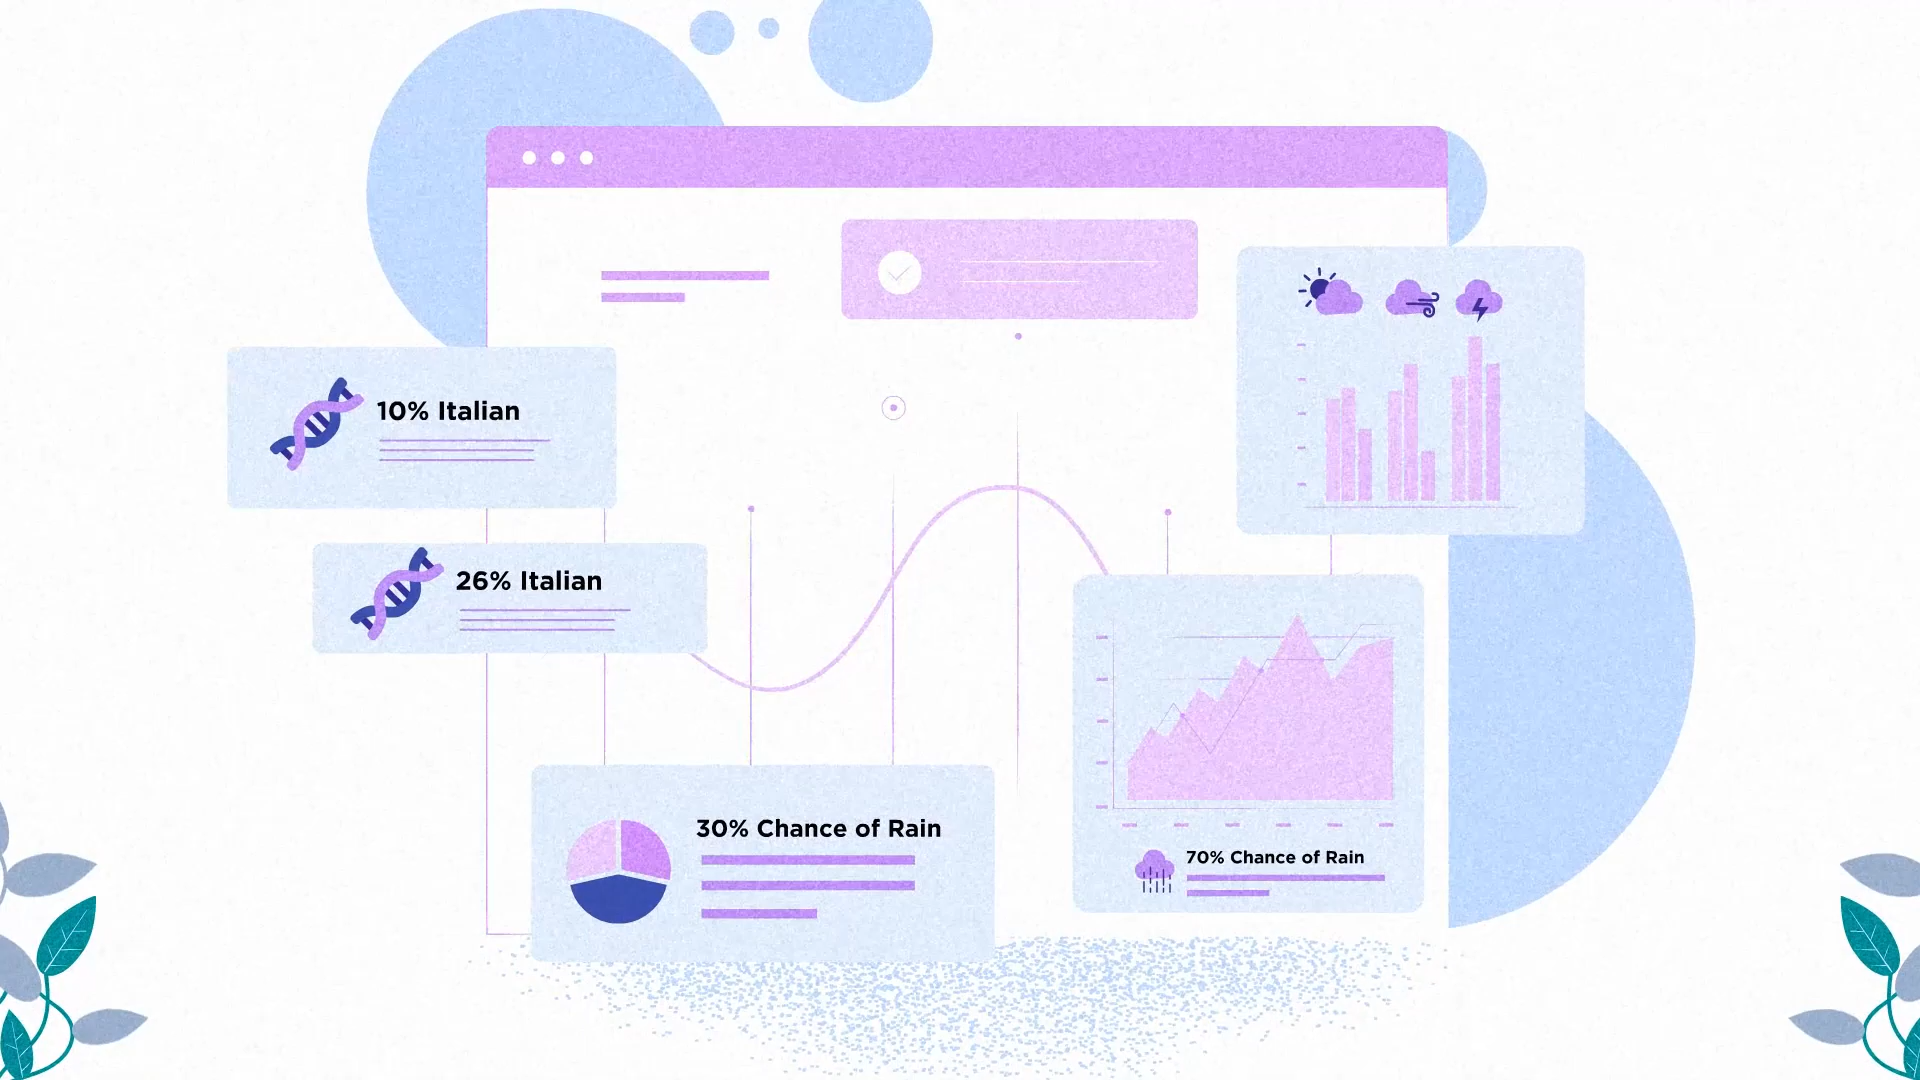 10% Italian
26% Italian
30% Chance of Rain
70% Chance of Rain